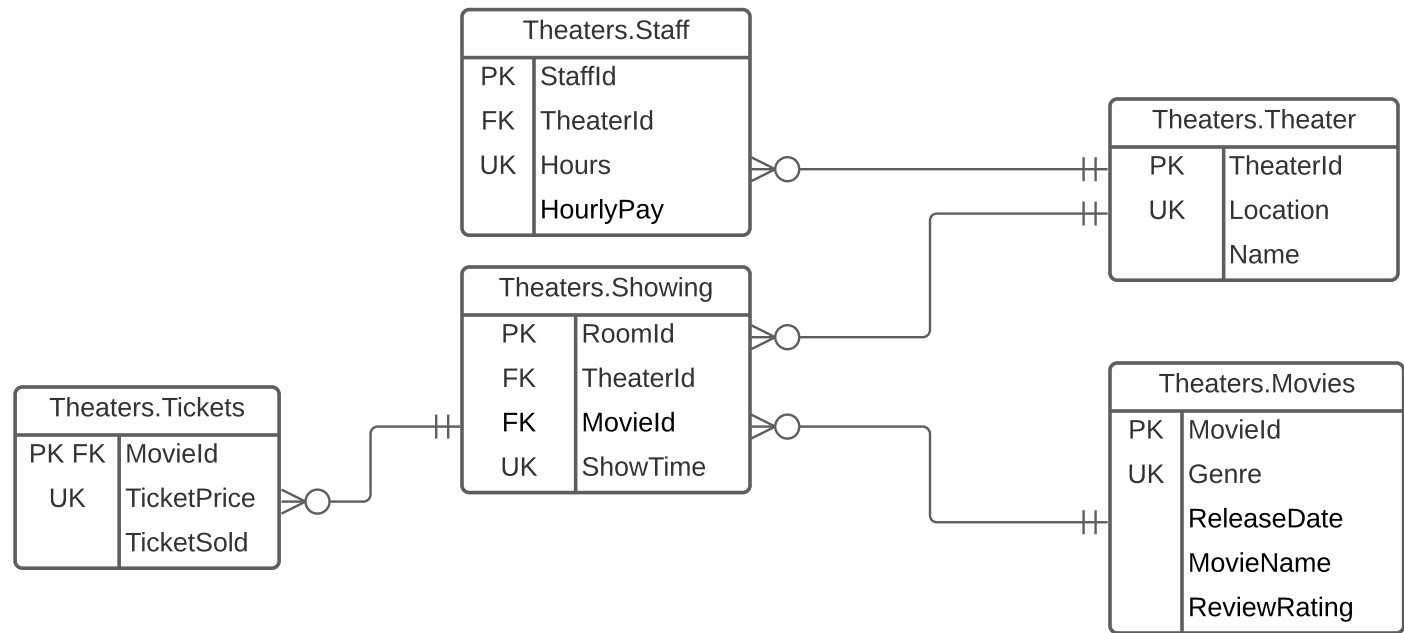 Theaters.Staff
PK StaffId
FK TheaterId
UK Hours
HourlyPay
Theaters.Theater
PK TheaterId
UK Location
Name
Theaters.Showing
PK RoomId
FK TheaterId
FK MovieId
UK ShowTime
Theaters.Tickets
PK FK MovieId
UK TicketPrice
TicketSold
Theaters.Movies
PK MovieId
UK Genre
ReleaseDate
MovieName
ReviewRating